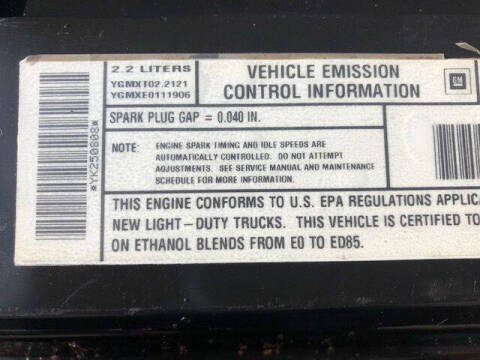 2.2 LITERS
YGMXT02.2121
YGMXE0111906
VEHICLE EMISSION
CONTROL INFORMATION
GM
SPARK PLUG GAP = 0.040 IN.
NOTE: ENGINE SPARK TIMING AND IDLE SPEEDS ARE
AUTOMATICALLY CONTROLLED. DO NOT ATTEMPT
ADJUSTMENTS. SEE SERVICE MANUAL AND MAINTENANCE
SCHEDULE FOR MORE INFORMATION.
THIS ENGINE CONFORMS TO U.S. EPA REGULATIONS APPLICA
NEW LIGHT-DUTY TRUCKS. THIS VEHICLE IS CERTIFIED TO
ON ETHANOL BLENDS FROM E0 TO ED85.
*YK250808*